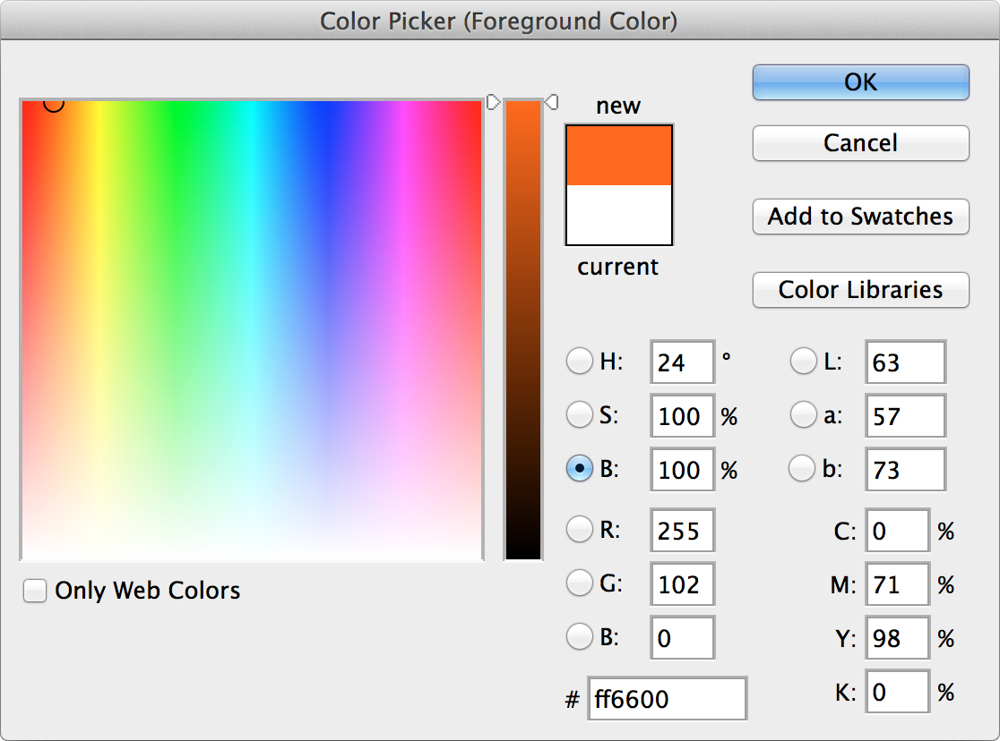 Color Picker (Foreground Color)
new
current
OK
Cancel
Add to Swatches
Color Libraries
H: 24 °
S: 100 %
B: 100 %
R: 255
G: 102
B: 0
# ff6600
L: 63
a: 57
b: 73
C: 0 %
M: 71 %
Y: 98 %
K: 0 %
Only Web Colors